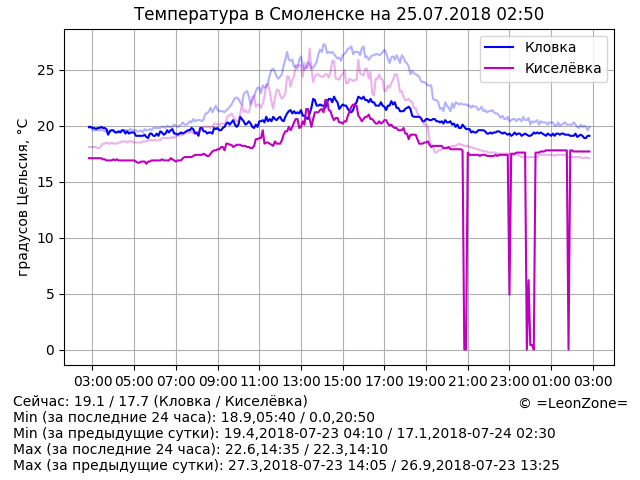 Температура в Смоленске на 25.07.2018 02:50
Кловка
Киселёвка
градусов Цельсия, °C
25
20
15
10
5
0
03:00 05:00 07:00 09:00 11:00 13:00 15:00 17:00 19:00 21:00 23:00 01:00 03:00
Сейчас: 19.1 / 17.7 (Кловка / Киселёвка)
© =LeonZone=
Min (за последние 24 часа): 18.9,05:40 / 0.0,20:50
Min (за предыдущие сутки): 19.4,2018-07-23 04:10 / 17.1,2018-07-24 02:30
Max (за последние 24 часа): 22.6,14:35 / 22.3,14:10
Max (за предыдущие сутки): 27.3,2018-07-23 14:05 / 26.9,2018-07-23 13:25